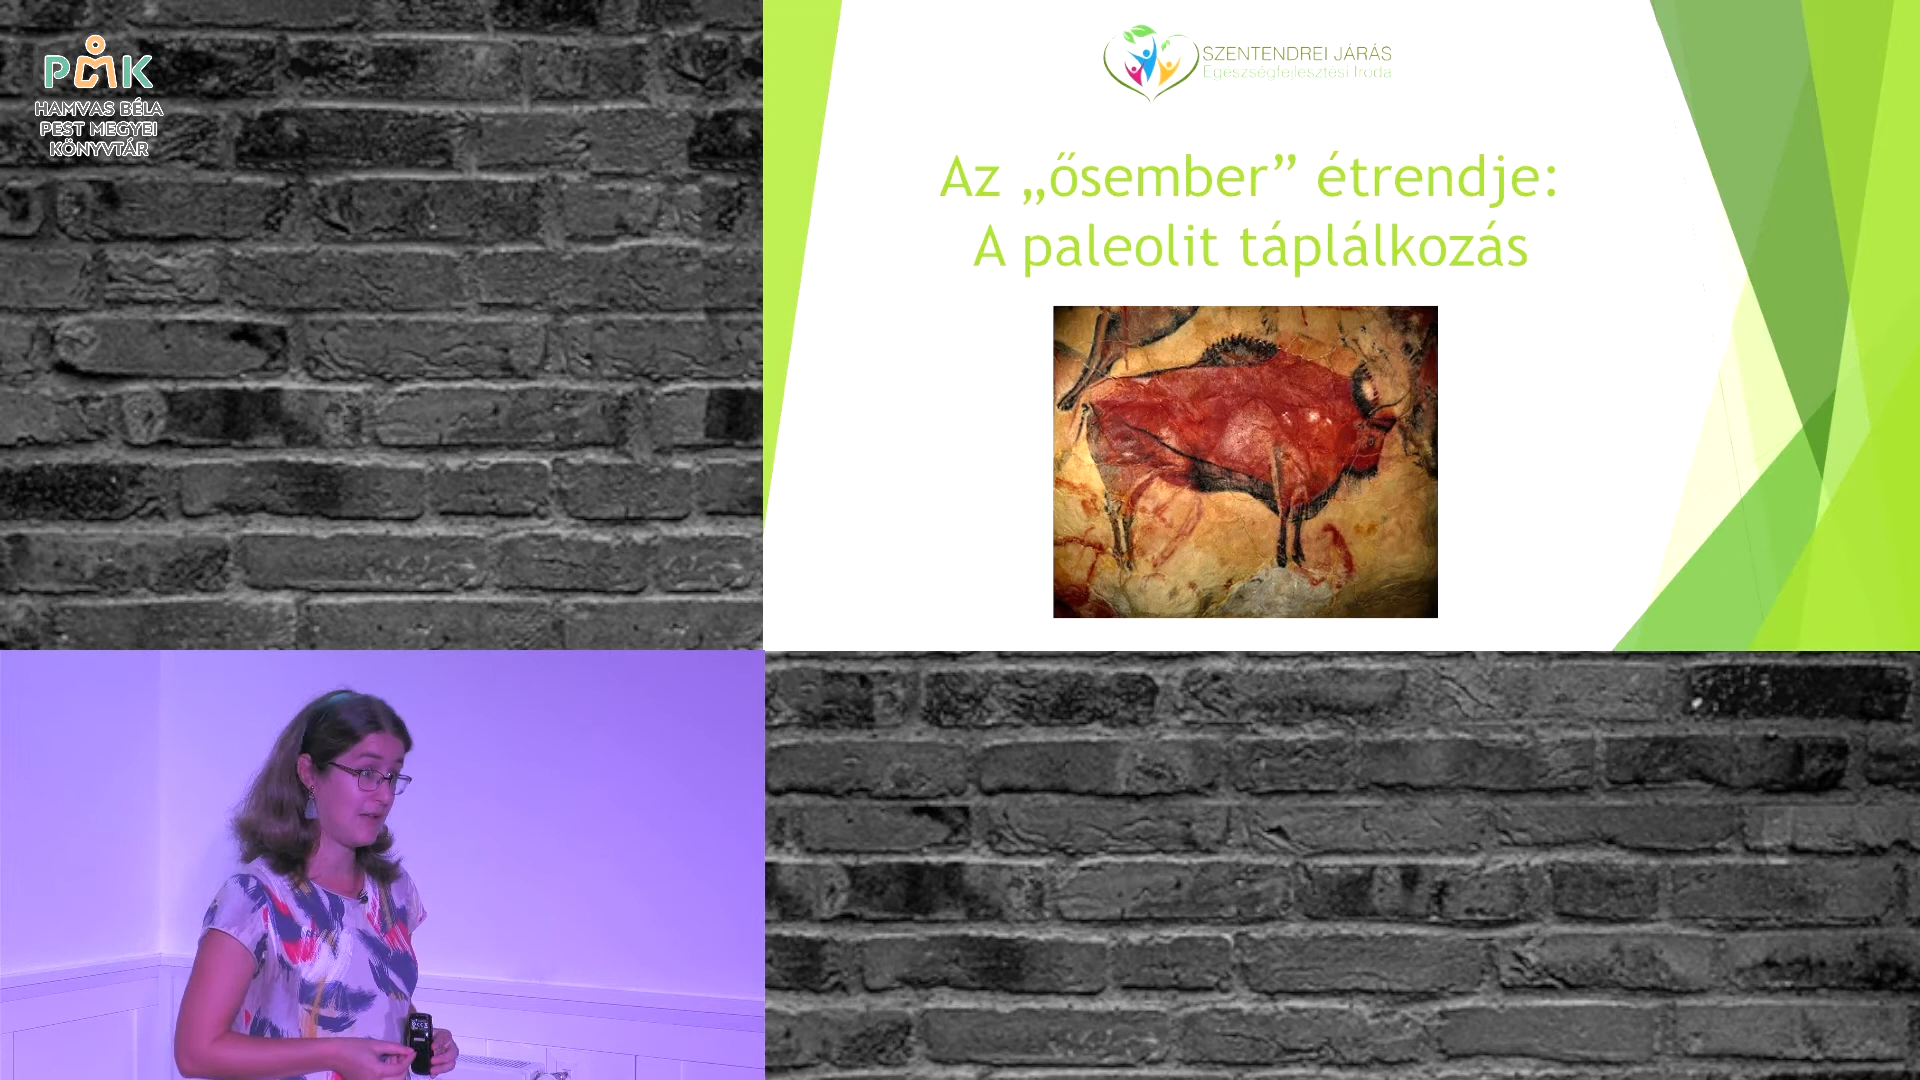 PMK
HAMVAS BÉLA
PEST MEGYEI
KÖNYVTÁR
SZENTENDREI JÁRÁS
Egészségfejlesztési Iroda
Az „ősember” étrendje:
A paleolit táplálkozás